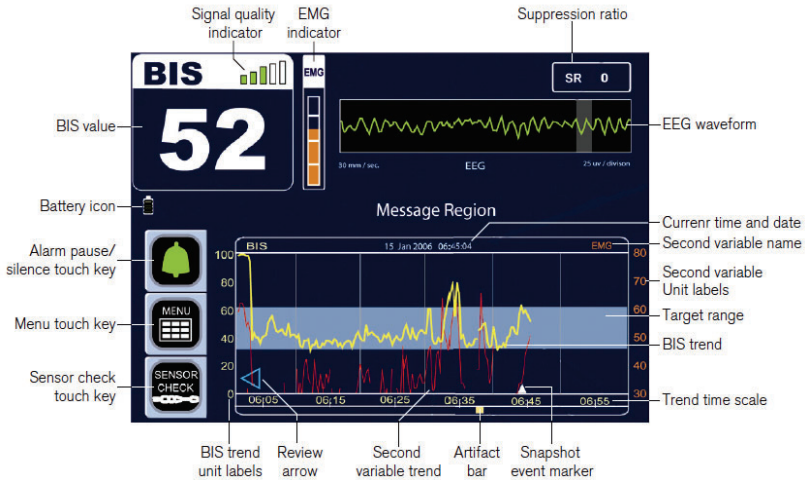 Signal quality
indicator
EMG
indicator
Suppression ratio
BIS
EMG
SR 0
BIS value
52
EEG waveform
30 mm / sec.
EEG
25 uv / divison
Battery icon
Message Region
Currenr time and date
BIS
15 Jan 2006 06:45:04
EMG
Second variable name
Alarm pause/
silence touch key
100
80
60
40
20
0
80
70
60
50
40
30
Second variable
Unit labels
Target range
BIS trend
MENU
Menu touch key
SENSOR
CHECK
Sensor check
touch key
06:05
06:15
06:25
06:35
06:45
06:55
Trend time scale
BIS trend
unit labels
Review
arrow
Second
variable trend
Artifact
bar
Snapshot
event marker